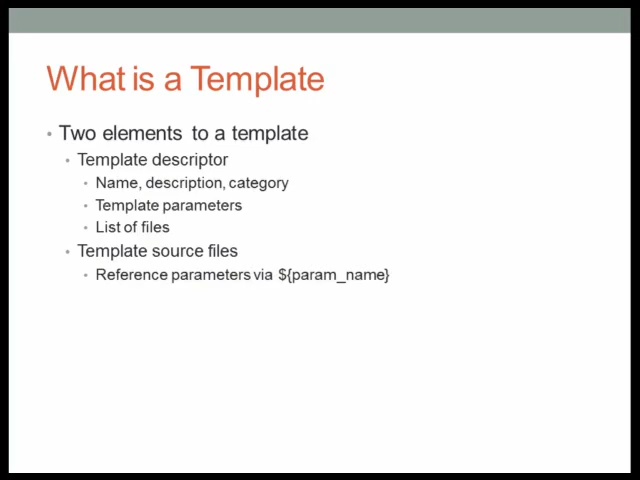 What is a Template
• Two elements to a template
• Template descriptor
• Name, description, category
• Template parameters
• List of files
• Template source files
• Reference parameters via ${param_name}